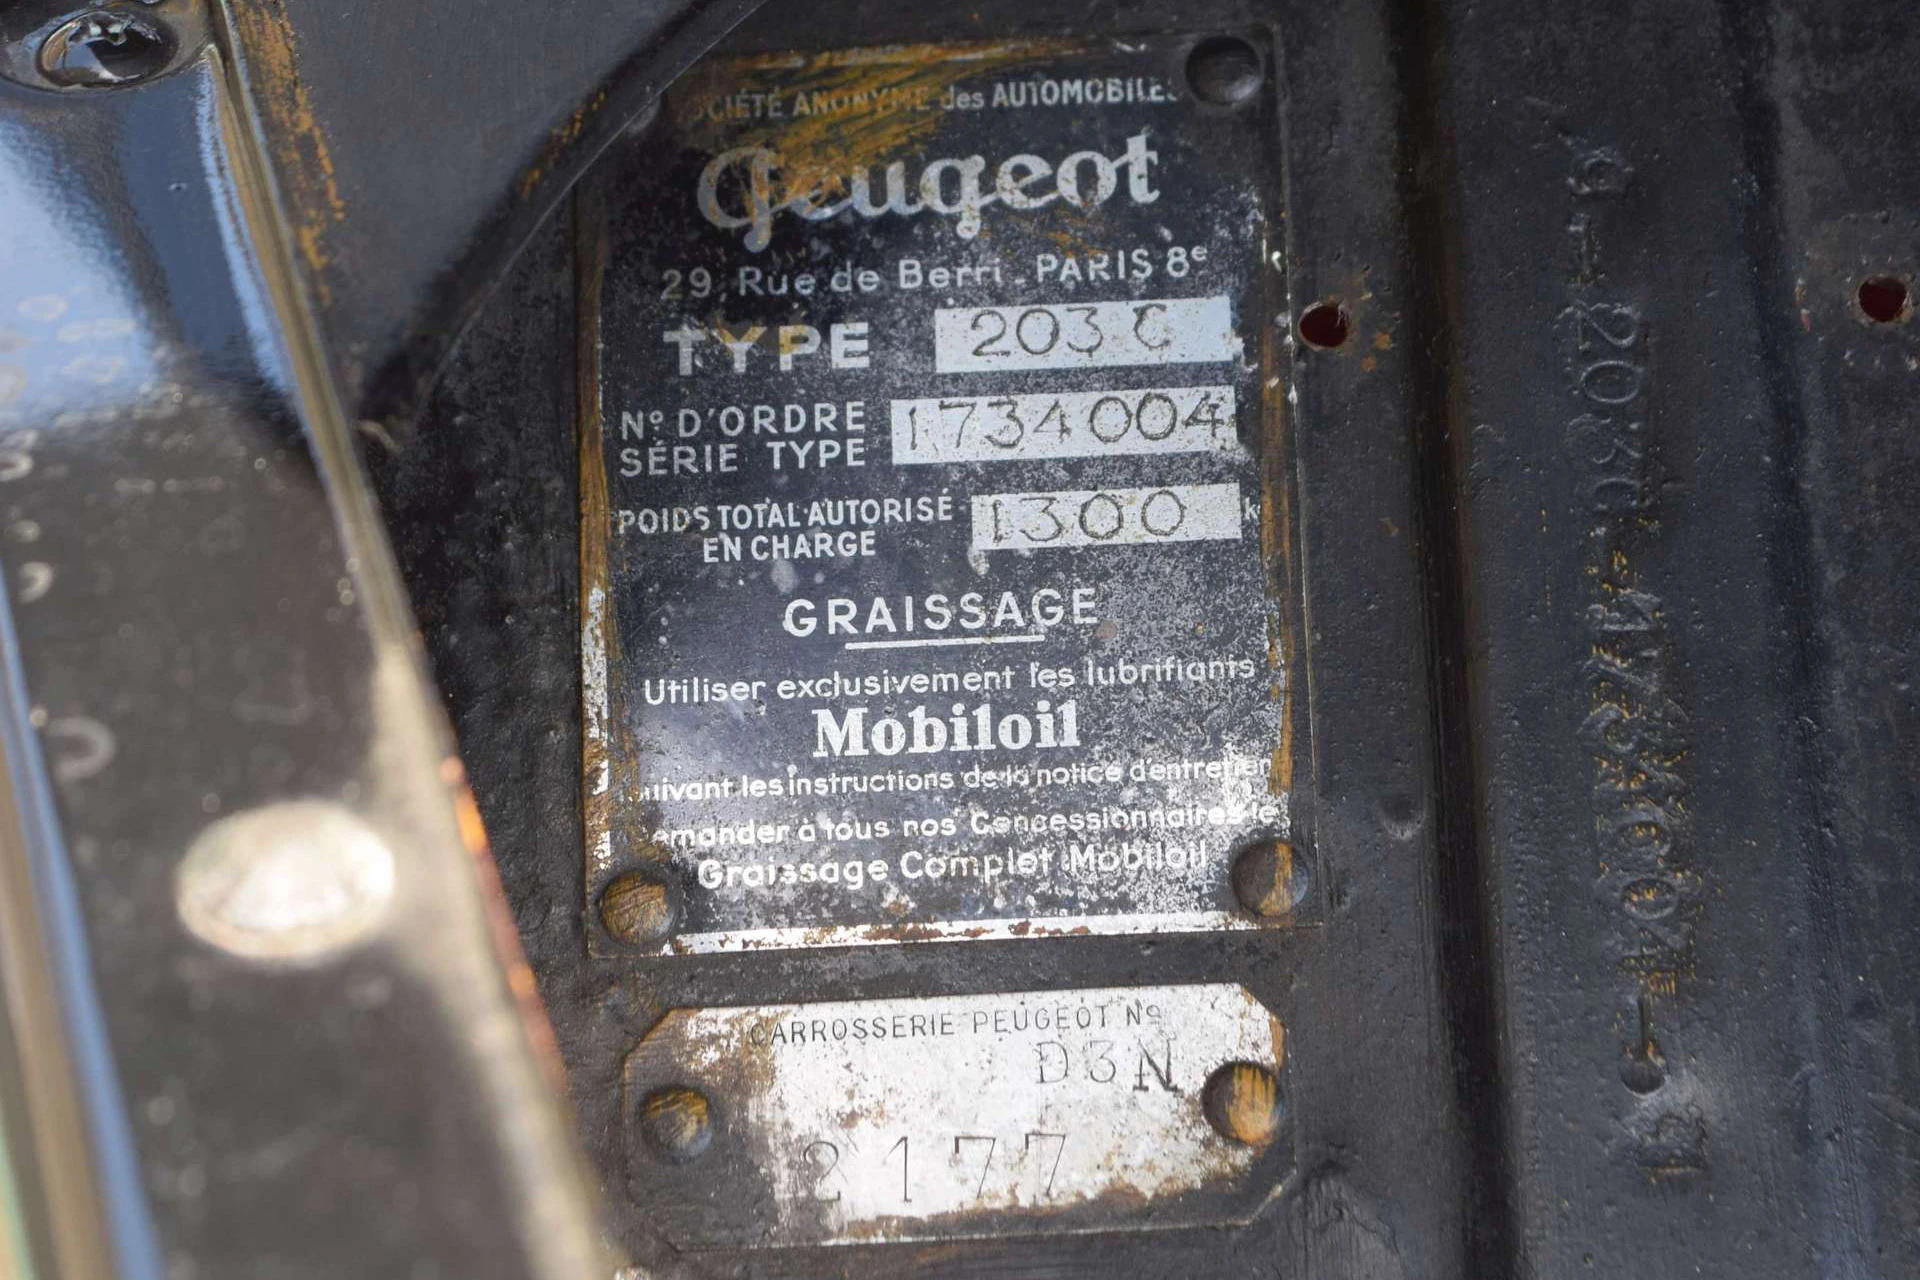 SOCIÉTÉ ANONYME des AUTOMOBILES
Peugeot
29, Rue de Berri - PARIS 8e
TYPE 203 C
No D'ORDRE
SÉRIE TYPE 1734004
POIDS TOTAL AUTORISÉ
EN CHARGE 1300 k
GRAISSAGE
Utiliser exclusivement les lubrifiants
Mobiloil
suivant les instructions de la notice d'entretien
Demander à tous nos Concessionnaires le
Graissage Complet Mobiloil
CARROSSERIE PEUGEOT No
D3N
2177
203C 1734004